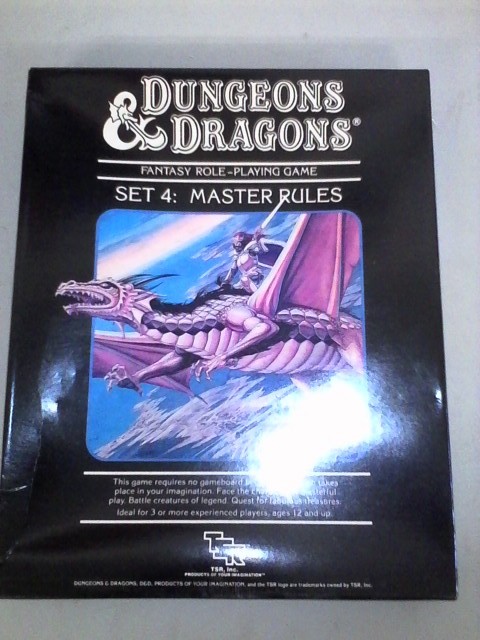 DUNGEONS
& DRAGONS®
FANTASY ROLE-PLAYING GAME
SET 4: MASTER RULES
This game requires no gameboard takes
place in your imagination. Face the
play. Battle creatures of legend. Quest for fabulous treasures.
Ideal for 3 or more experienced players, ages 12 and up.
TSR
TSR, Inc.
PRODUCTS OF YOUR IMAGINATION™
DUNGEONS & DRAGONS, D&D, PRODUCTS OF YOUR IMAGINATION, and the TSR logo are trademarks owned by TSR, Inc.